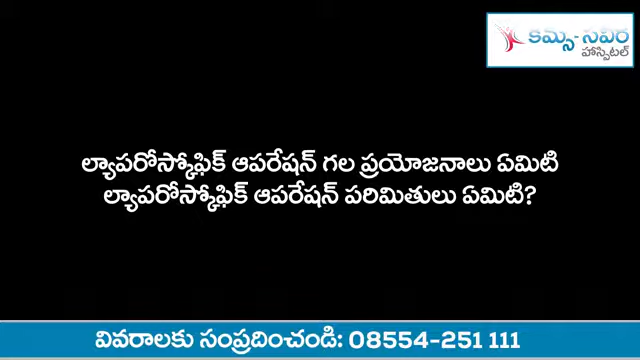 కిమ్స్- సవీర
హాస్పిటల్
ల్యాపరోస్కోఫిక్ ఆపరేషన్ గల ప్రయోజనాలు ఏమిటి
ల్యాపరోస్కోఫిక్ ఆపరేషన్ పరిమితులు ఏమిటి?
వివరాలకు సంప్రదించండి: 08554-251 111